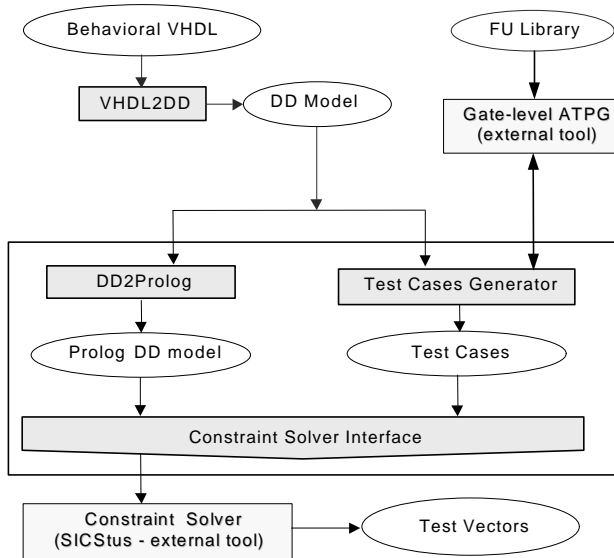 Behavioral VHDL
FU Library
VHDL2DD
DD Model
Gate-level ATPG
(external tool)
DD2Prolog
Test Cases Generator
Prolog DD model
Test Cases
Constraint Solver Interface
Constraint Solver
(SICStus - external tool)
Test Vectors